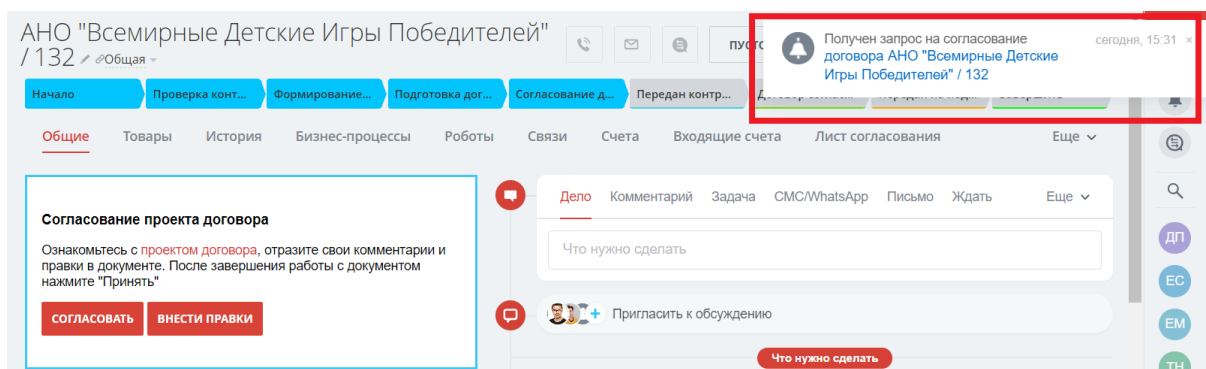 АНО "Всемирные Детские Игры Победителей"
/ 132 Общая
Получен запрос на согласование
договора АНО "Всемирные Детские
Игры Победителей" / 132
сегодня, 15:31 ×
Начало Проверка конт... Формирование... Подготовка дог... Согласование д... Передан контр...
Общие Товары История Бизнес-процессы Роботы Связи Счета Входящие счета Лист согласования Еще
Согласование проекта договора
Ознакомьтесь с проектом договора, отразите свои комментарии и
правки в документе. После завершения работы с документом
нажмите "Принять"
СОГЛАСОВАТЬ ВНЕСТИ ПРАВКИ
Дело Комментарий Задача СМС/WhatsApp Письмо Ждать Еще
Что нужно сделать
+ Пригласить к обсуждению
Что нужно сделать
ДП
ЕС
ЕМ
ТН